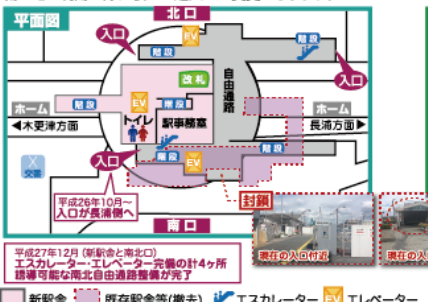 平面図
北口
入口
階段
EV
階段
改札
入口
自由通路
ホーム
階段
EV
階段
ホーム
トイレ
駅事務室
◀木更津方面
長浦方面▶
階段
交番
入口
階段
EV
平成26年10月〜
入口が長浦側へ
封鎖
南口
平成27年12月（新駅舎と南北口）
エスカレーター・エレベーター完備の計4ヶ所
誘導可能な南北自由通路整備が完了
現在の入口付近
現在の入
新駅舎
既存駅舎等(撤去)
エスカレーター
EV
エレベーター